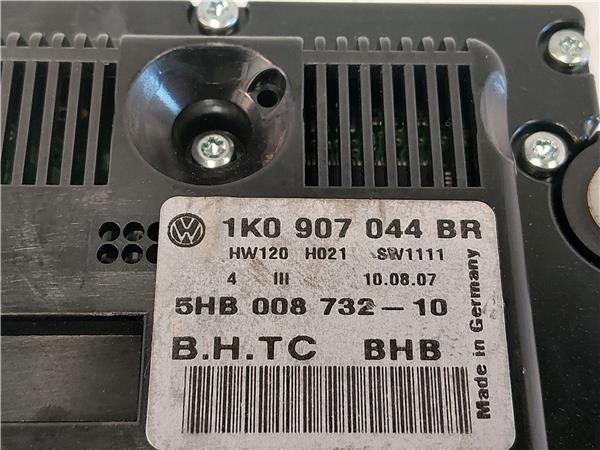 1K0 907 044 BR
HW120 H021 SW1111
4 III 10.08.07
5HB 008 732-10
B.H.TC BHB
Made in Germany